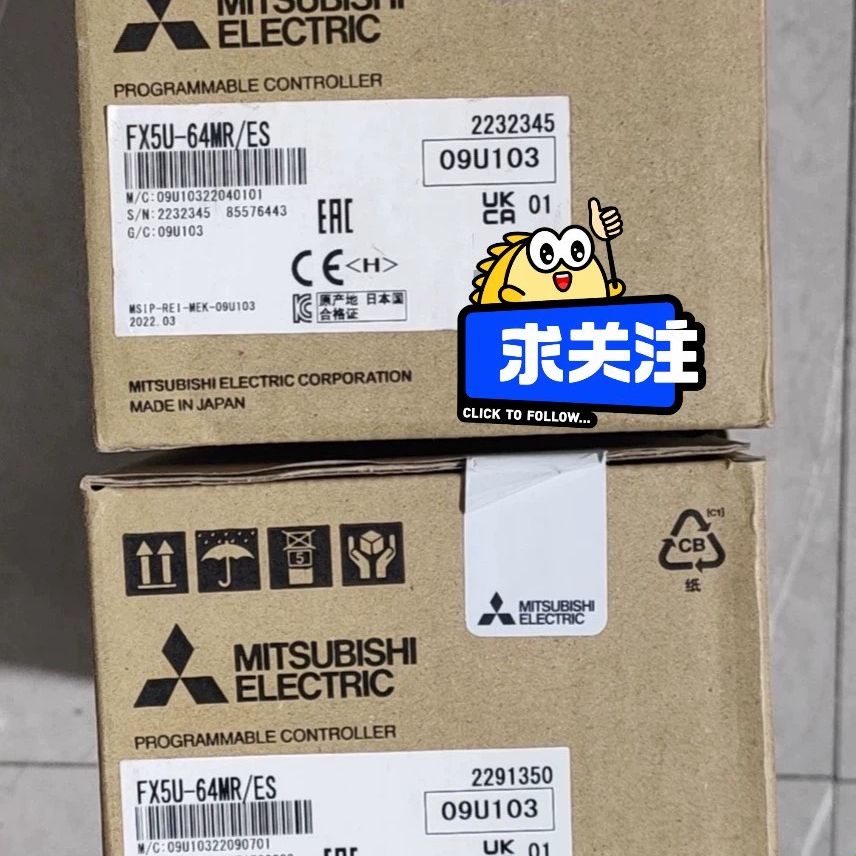 MITSUBISHI
ELECTRIC
PROGRAMMABLE CONTROLLER
FX5U-64MR/ES
2232345
09U103
M/C:09U10322040101
S/N:2232345 85576443
G/C:09U103
EAC
UK
CA 01
CE <H>
MSIP-REI-MEK-09U103
2022.03
KC
原产地 日本国
合格证
求关注
CLICK TO FOLLOW...
MITSUBISHI ELECTRIC CORPORATION
MADE IN JAPAN
5
[C1]
CB
纸
MITSUBISHI
ELECTRIC
MITSUBISHI
ELECTRIC
PROGRAMMABLE CONTROLLER
FX5U-64MR/ES
2291350
09U103
M/C:09U10322090701
EAC
UK 01